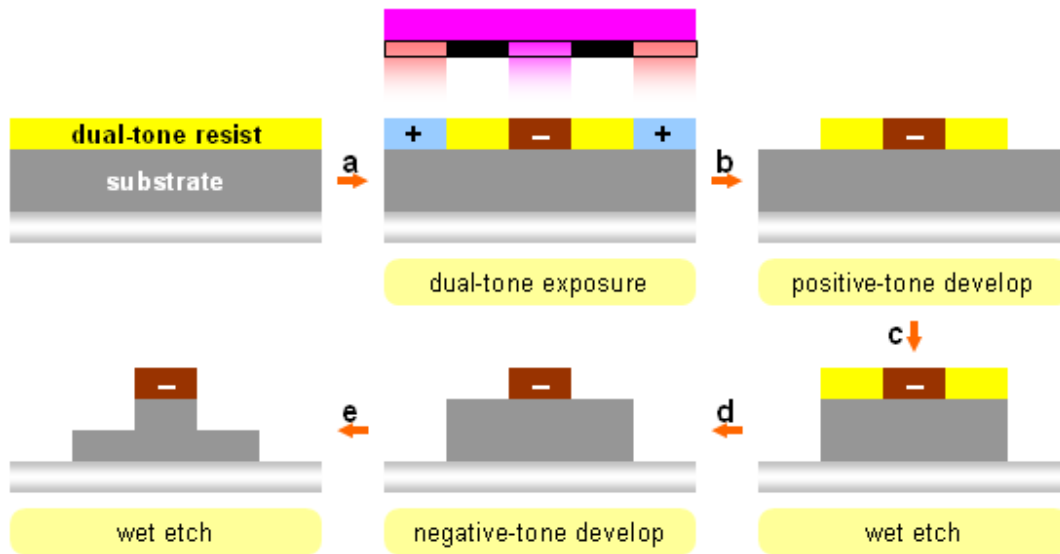 dual-tone resist
substrate
a
+
–
+
dual-tone exposure
b
–
positive-tone develop
c
–
wet etch
d
–
negative-tone develop
e
–
wet etch